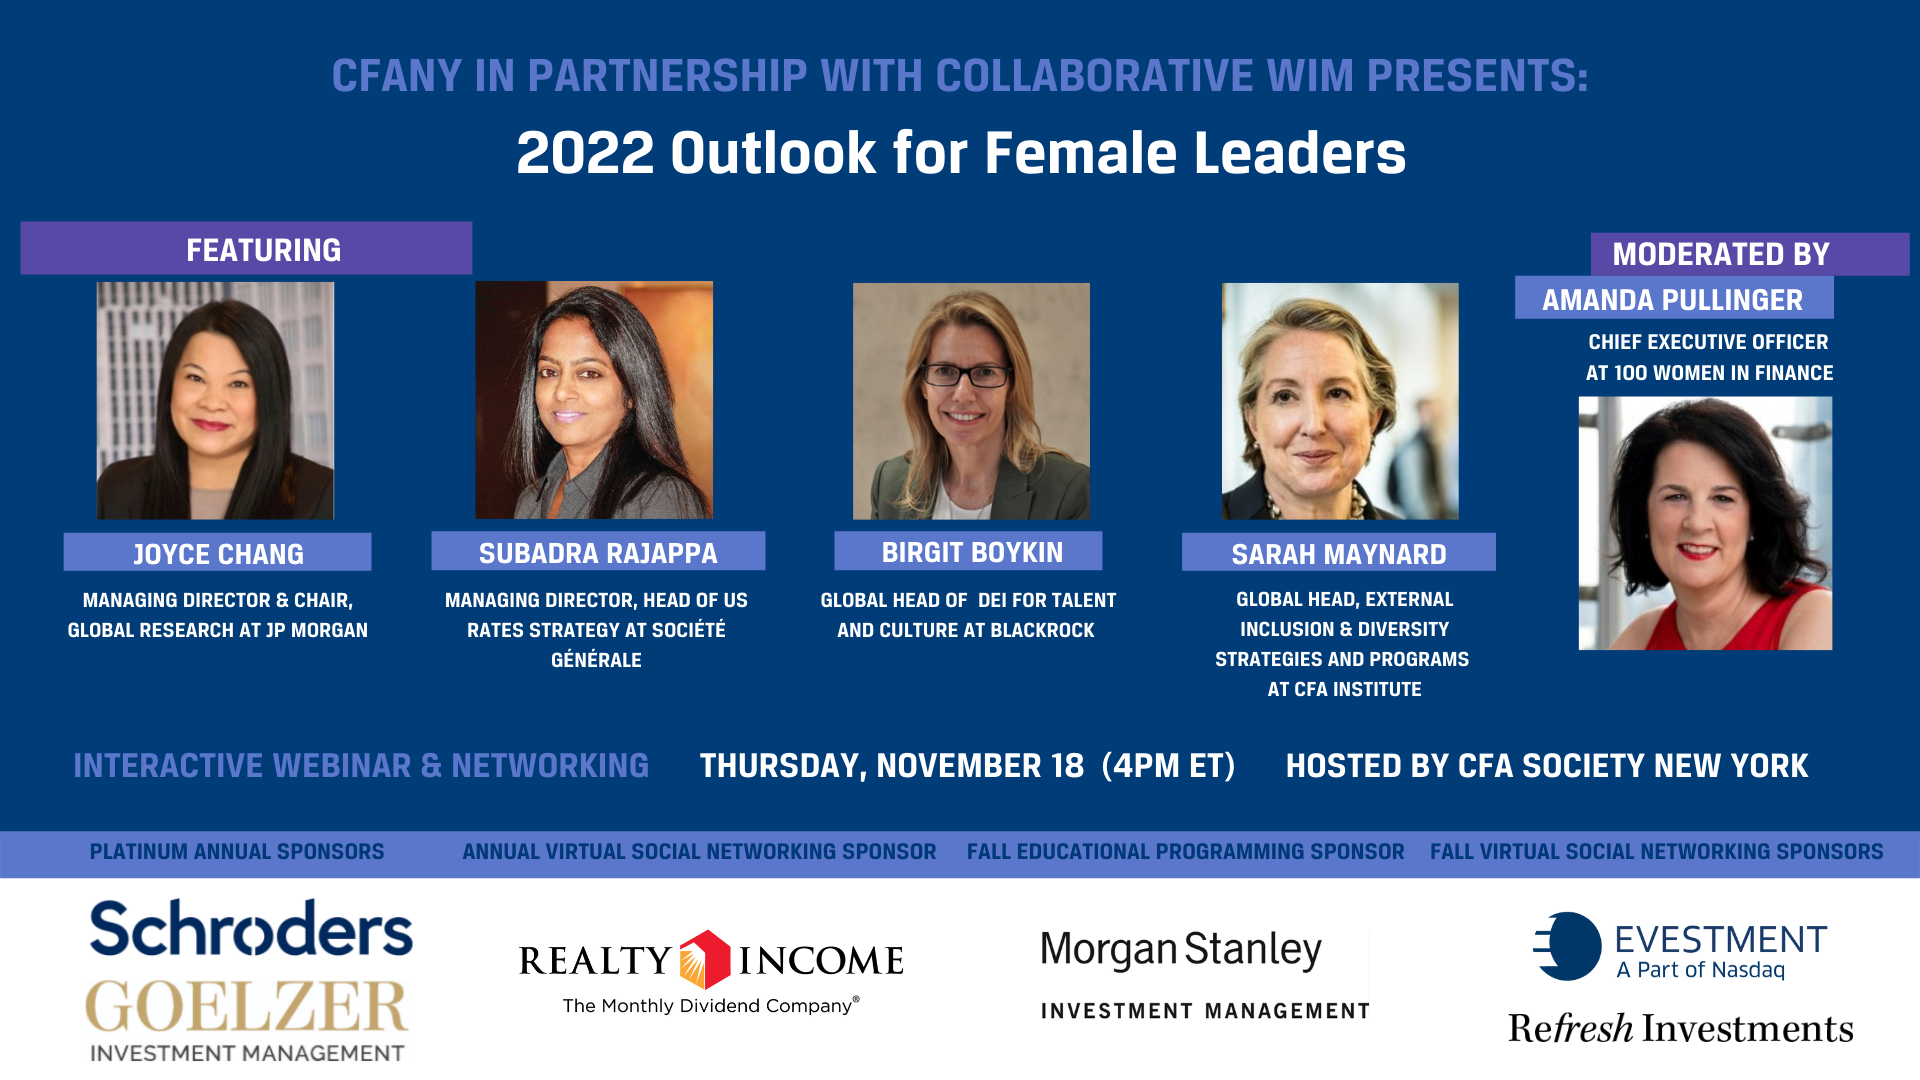 CFANY IN PARTNERSHIP WITH COLLABORATIVE WIM PRESENTS:
2022 Outlook for Female Leaders
FEATURING
JOYCE CHANG
MANAGING DIRECTOR & CHAIR,
GLOBAL RESEARCH AT JP MORGAN
SUBADRA RAJAPPA
MANAGING DIRECTOR, HEAD OF US
RATES STRATEGY AT SOCIÉTÉ
GÉNÉRALE
BIRGIT BOYKIN
GLOBAL HEAD OF DEI FOR TALENT
AND CULTURE AT BLACKROCK
SARAH MAYNARD
GLOBAL HEAD, EXTERNAL
INCLUSION & DIVERSITY
STRATEGIES AND PROGRAMS
AT CFA INSTITUTE
MODERATED BY
AMANDA PULLINGER
CHIEF EXECUTIVE OFFICER
AT 100 WOMEN IN FINANCE
INTERACTIVE WEBINAR & NETWORKING
THURSDAY, NOVEMBER 18 (4PM ET)
HOSTED BY CFA SOCIETY NEW YORK
PLATINUM ANNUAL SPONSORS
Schroders
GOELZER
INVESTMENT MANAGEMENT
ANNUAL VIRTUAL SOCIAL NETWORKING SPONSOR
REALTY INCOME
The Monthly Dividend Company®
FALL EDUCATIONAL PROGRAMMING SPONSOR
Morgan Stanley
INVESTMENT MANAGEMENT
FALL VIRTUAL SOCIAL NETWORKING SPONSORS
EVESTMENT
A Part of Nasdaq
Refresh Investments